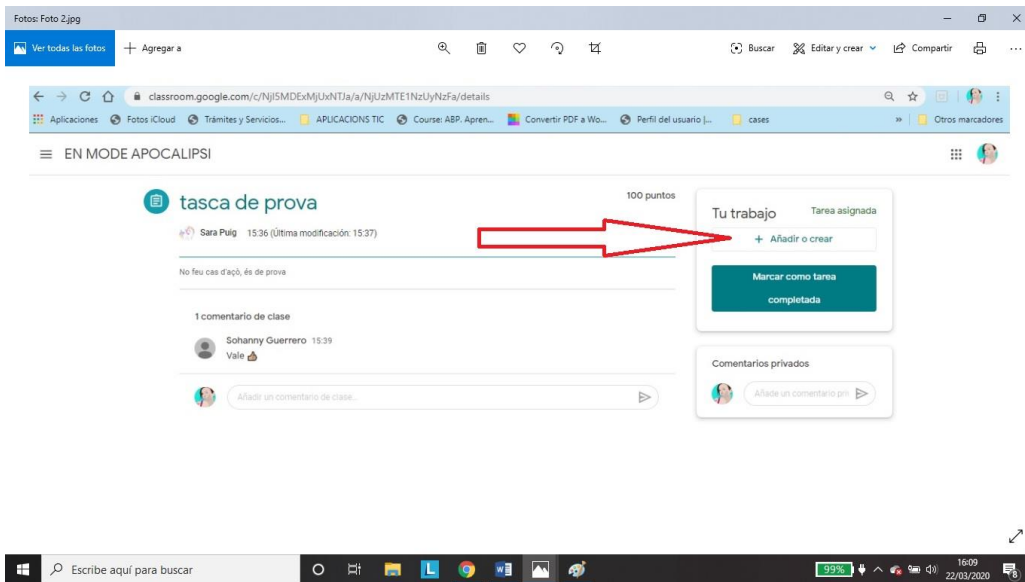 Fotos: Foto 2.jpg
Ver todas las fotos
Agregar a
Buscar
Editar y crear
Compartir
classroom.google.com/c/NjI5MDExMjUxNTJa/a/NjUzMTE1NzUyNzFa/details
Aplicaciones
Fotos iCloud
Trámites y Servicios...
APLICACIONS TIC
Course: ABP. Apren...
Convertir PDF a Wo...
Perfil del usuario |...
cases
»
Otros marcadores
EN MODE APOCALIPSI
tasca de prova
100 puntos
Sara Puig 15:36 (Última modificación: 15:37)
No feu cas d'açò, és de prova
1 comentario de clase
Sohanny Guerrero 15:39
Vale 👍🏽
Añadir un comentario de clase...
Tu trabajo
Tarea asignada
+ Añadir o crear
Marcar como tarea
completada
Comentarios privados
Añade un comentario pri
Escribe aquí para buscar
L
99%
16:09
22/03/2020
8